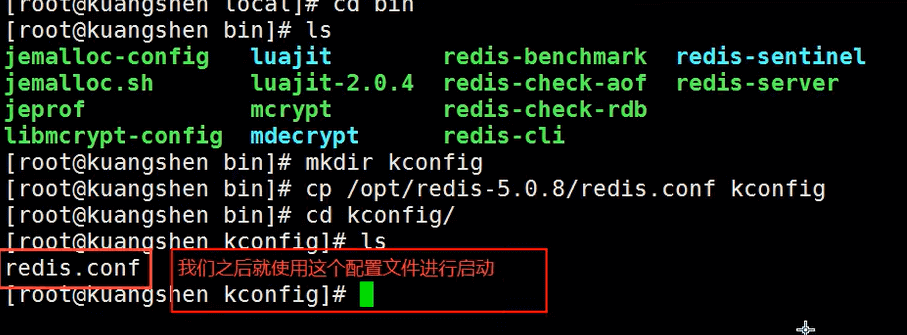 [root@kuangshen local]# cd bin
[root@kuangshen bin]# ls
jemalloc-config luajit redis-benchmark redis-sentinel
jemalloc.sh luajit-2.0.4 redis-check-aof redis-server
jeprof mcrypt redis-check-rdb
libmcrypt-config mdecrypt redis-cli
[root@kuangshen bin]# mkdir kconfig
[root@kuangshen bin]# cp /opt/redis-5.0.8/redis.conf kconfig
[root@kuangshen bin]# cd kconfig/
[root@kuangshen kconfig]# ls
redis.conf 我们之后就使用这个配置文件进行启动
[root@kuangshen kconfig]#